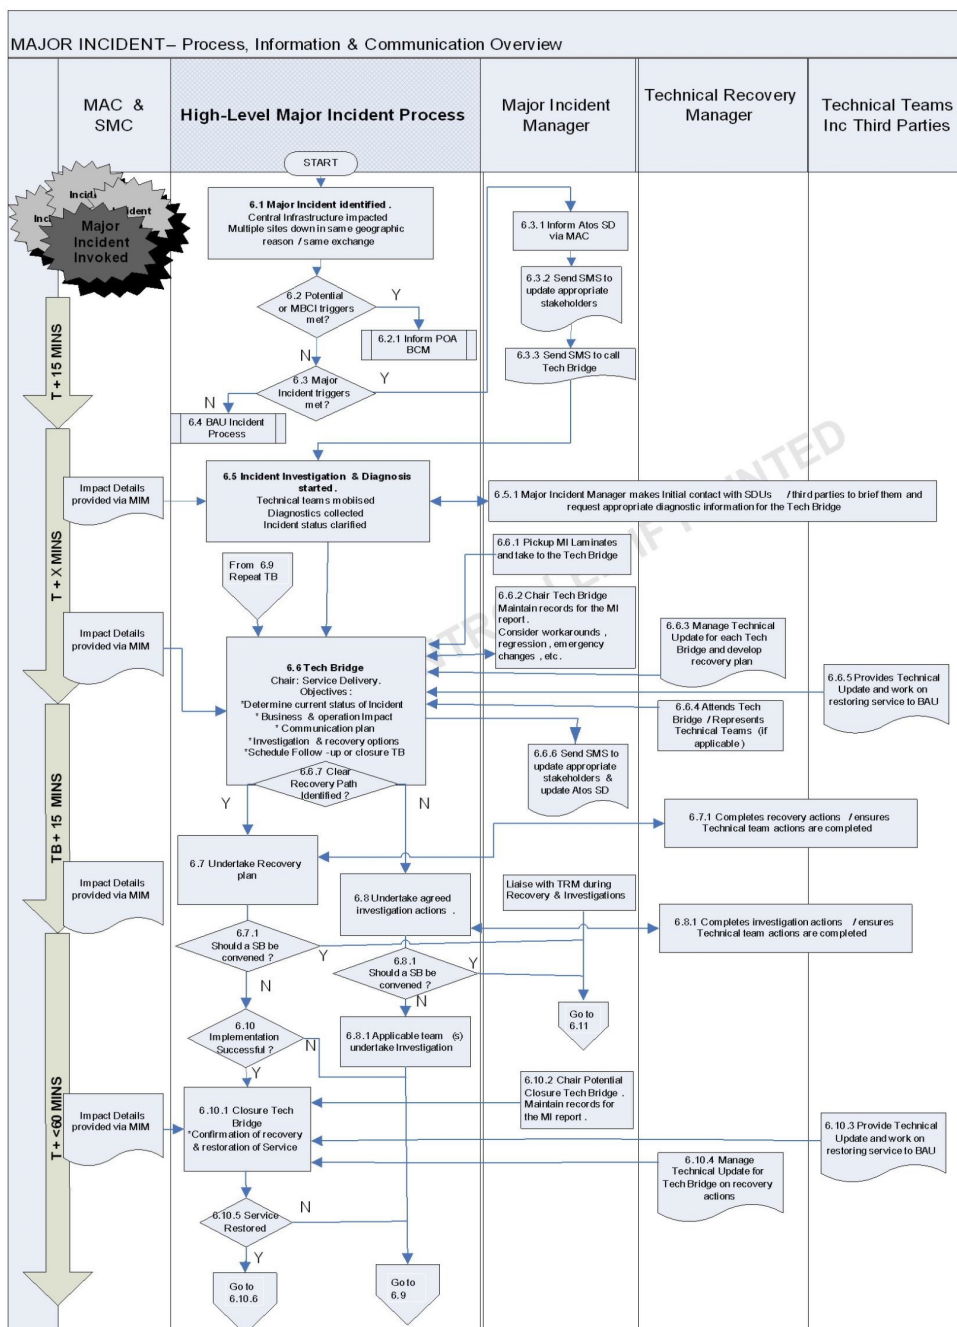 MAJOR INCIDENT– Process, Information & Communication Overview
MAC &
SMC
High-Level Major Incident Process
Major Incident
Manager
Technical Recovery
Manager
Technical Teams
Inc Third Parties
START
Major
Incident
Invoked
6.1 Major Incident identified .
Central Infrastructure impacted
Multiple sites down in same geographic
reason / same exchange
6.3.1 Inform Atos SD
via MAC
6.2 Potential
or MBCI triggers
met?
Y
6.3.2 Send SMS to
update appropriate
stakeholders
6.2.1 Inform POA
BCM
N
6.3.3 Send SMS to call
Tech Bridge
T + 15 MINS
6.3 Major
Incident triggers
met?
Y
N
6.4 BAU Incident
Process
6.5 Incident Investigation & Diagnosis
started .
Technical teams mobilised
Diagnostics collected
Incident status clarified
Impact Details
provided via MIM
6.5.1 Major Incident Manager makes Initial contact with SDUs / third parties to brief them and
request appropriate diagnostic information for the Tech Bridge
T + X MINS
From 6.9
Repeat TB
6.6.1 Pickup MI Laminates
and take to the Tech Bridge
6.6.2 Chair Tech Bridge
Maintain records for the MI
report .
Consider workarounds ,
regression , emergency
changes , etc .
Impact Details
provided via MIM
6.6.3 Manage Technical
Update for each Tech
Bridge and develop
recovery plan
6.6 Tech Bridge
Chair: Service Delivery.
Objectives :
*Determine current status of Incident
* Business & operation Impact
* Communication plan
*Investigation & recovery options
*Schedule Follow -up or closure TB
6.6.5 Provides Technical
Update and work on
restoring service to BAU
6.6.4 Attends Tech
Bridge / Represents
Technical Teams (if
applicable )
6.6.6 Send SMS to
update appropriate
stakeholders &
update Atos SD
6.6.7 Clear
Recovery Path
Identified ?
Y
N
TB + 15 MINS
6.7.1 Completes recovery actions / ensures
Technical team actions are completed
6.7 Undertake Recovery
plan
Impact Details
provided via MIM
6.8 Undertake agreed
investigation actions .
Liaise with TRM during
Recovery & Investigations
6.8.1 Completes investigation actions / ensures
Technical team actions are completed
6.7.1
Should a SB be
convened ?
Y
N
6.8.1
Should a SB be
convened ?
Y
N
Go to
6.11
6.10
Implementation
Successful ?
N
Y
6.8.1 Applicable team (s)
undertake Investigation
T + <60 MINS
6.10.2 Chair Potential
Closure Tech Bridge .
Maintain records for
the MI report .
Impact Details
provided via MIM
6.10.1 Closure Tech
Bridge
*Confirmation of recovery
& restoration of Service
6.10.3 Provide Technical
Update and work on
restoring service to BAU
6.10.4 Manage
Technical Update for
Tech Bridge on recovery
actions
6.10.5 Service
Restored
N
Y
Go to
6.10.6
Go to
6.9